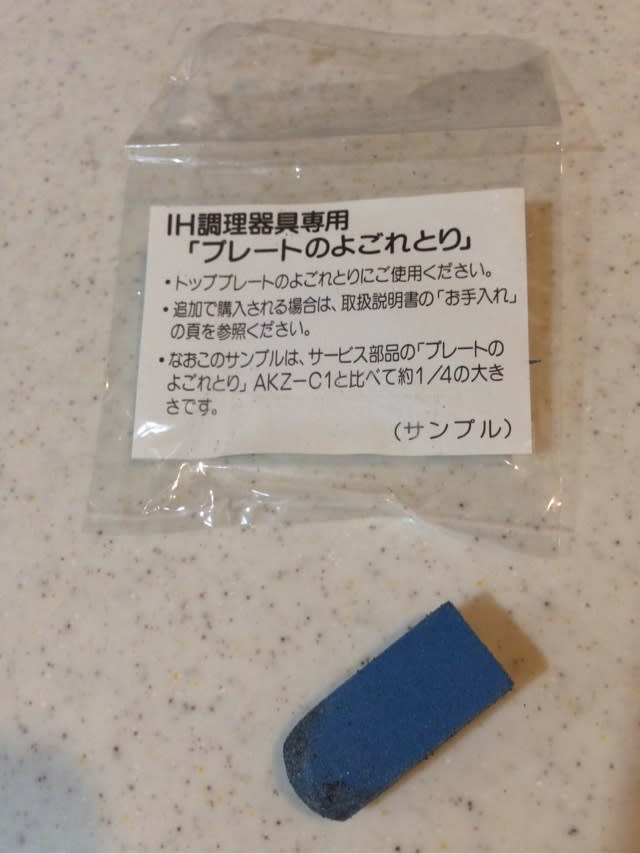 IH調理器具専用
「プレートのよごれとり」
・トッププレートのよごれとりにご使用ください。
・追加で購入される場合は、取扱説明書の「お手入れ」
の頁を参照ください。
・なおこのサンプルは、サービス部品の「プレートの
よごれとり」AKZ−C1と比べて約1/4の大き
さです。
(サンプル)